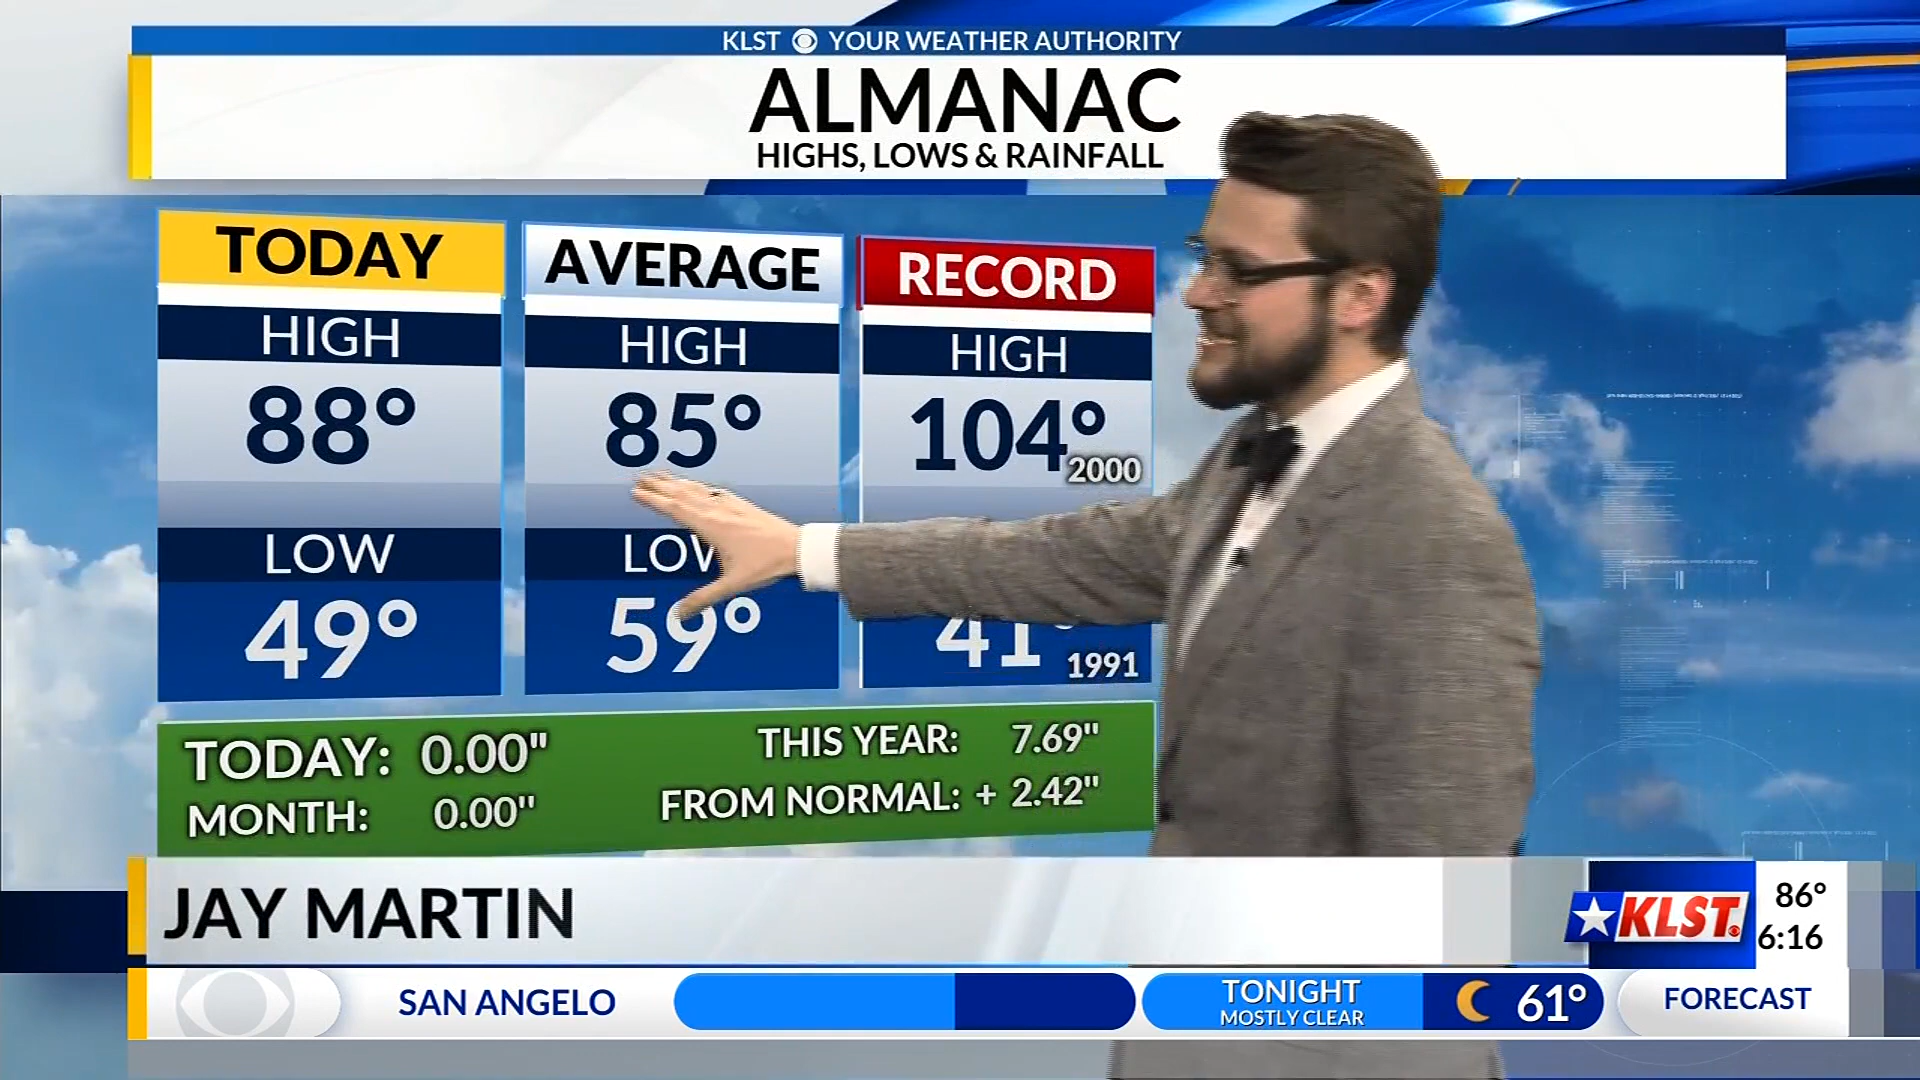 KLST YOUR WEATHER AUTHORITY
ALMANAC
HIGHS, LOWS & RAINFALL
TODAY
HIGH
88°
LOW
49°
AVERAGE
HIGH
85°
LOW
59°
RECORD
HIGH
104°
2000
41°
1991
TODAY: 0.00"
MONTH: 0.00"
THIS YEAR: 7.69"
FROM NORMAL: + 2.42"
JAY MARTIN
KLST
86°
6:16
SAN ANGELO
TONIGHT
MOSTLY CLEAR
61°
FORECAST